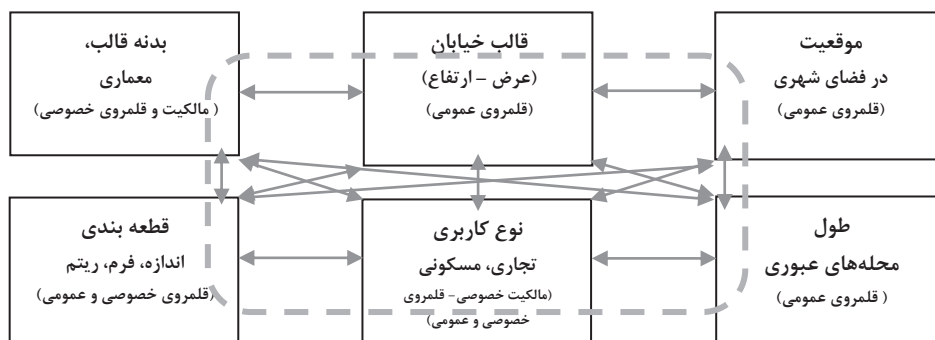 موقعیت
در فضای شهری
(قلمروی عمومی)
قالب خیابان
(عرض – ارتفاع)
(قلمروی عمومی)
بدنه قالب،
معماری
( مالکیت و قلمروی خصوصی)
طول
محله‌های عبوری
( قلمروی عمومی)
نوع کاربری
تجاری، مسکونی
(مالکیت خصوصی- قلمروی
خصوصی و عمومی)
قطعه بندی
اندازه، فرم، ریتم
(قلمروی خصوصی و عمومی)